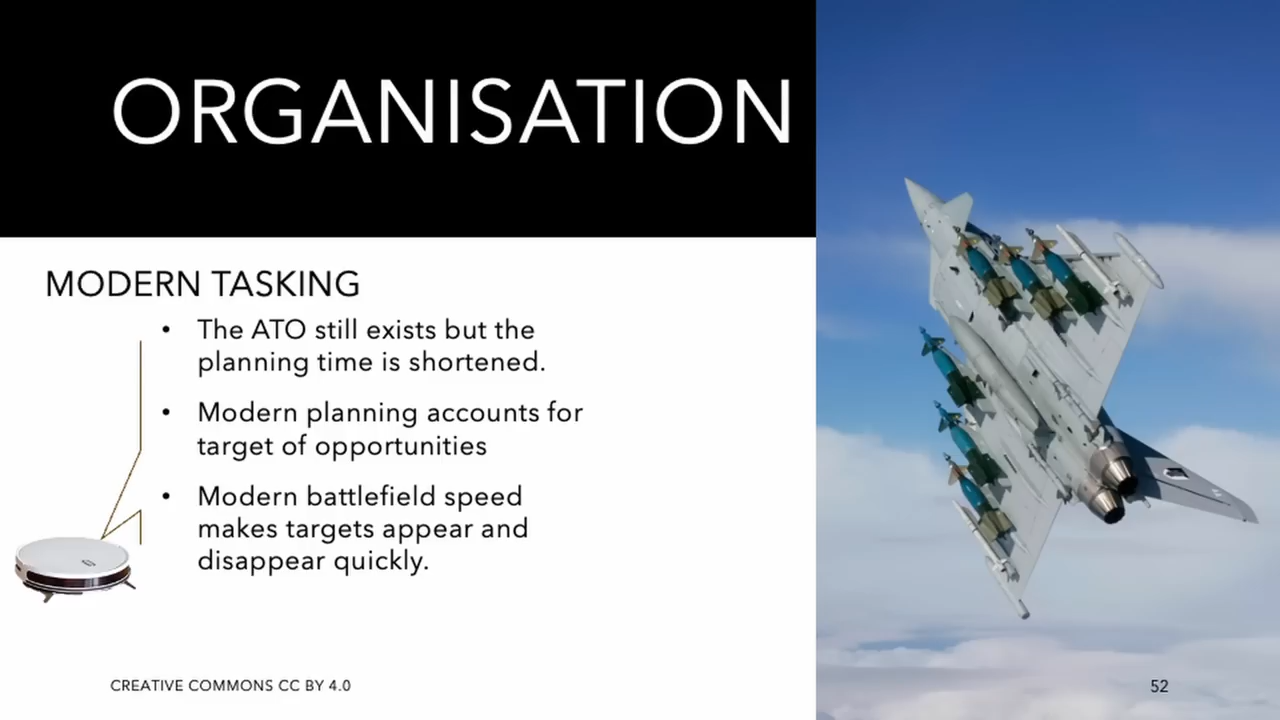 ORGANISATION
MODERN TASKING
• The ATO still exists but the
planning time is shortened.
• Modern planning accounts for
target of opportunities
• Modern battlefield speed
makes targets appear and
disappear quickly.
CREATIVE COMMONS CC BY 4.0
52